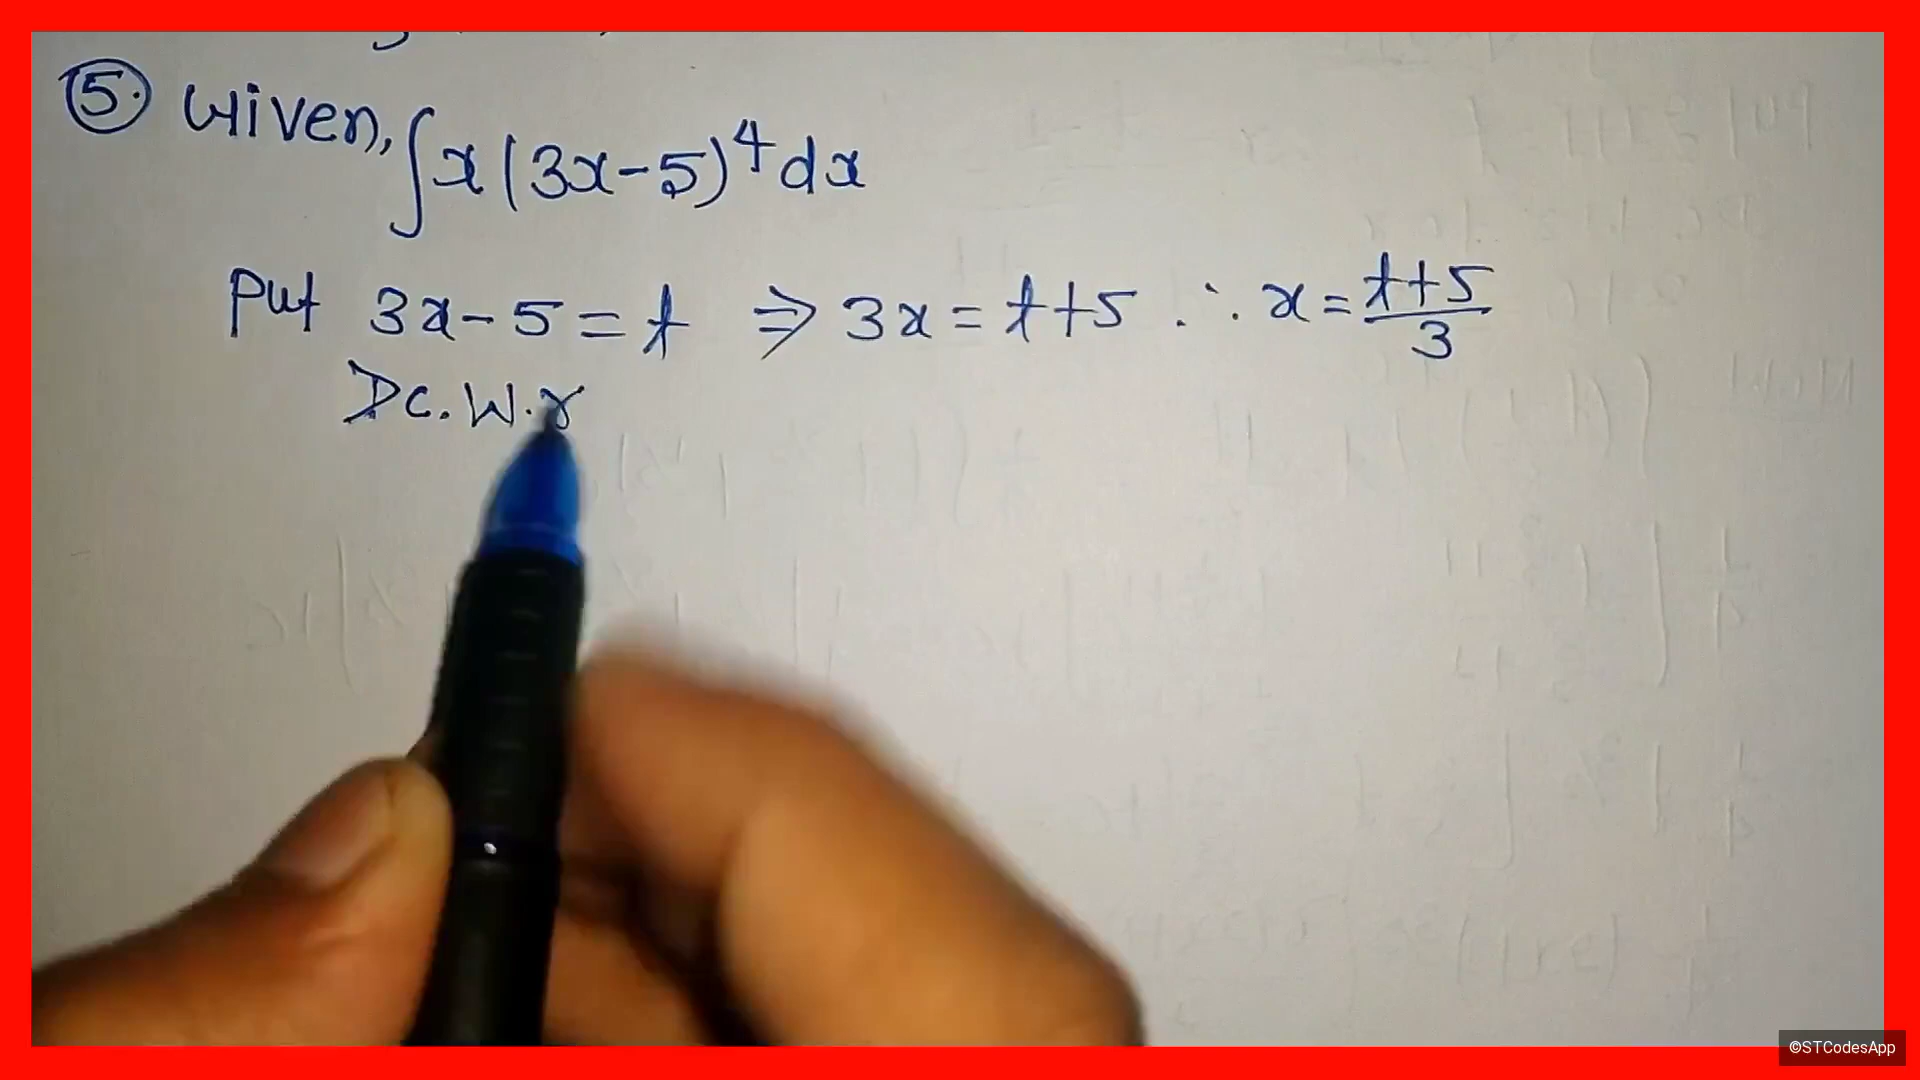 5. Given, ∫x(3x-5)⁴dx
Put 3x-5=t ⇒ 3x=t+5 ∴ x=(t+5)/3
Dc.w.r
©STCodesApp